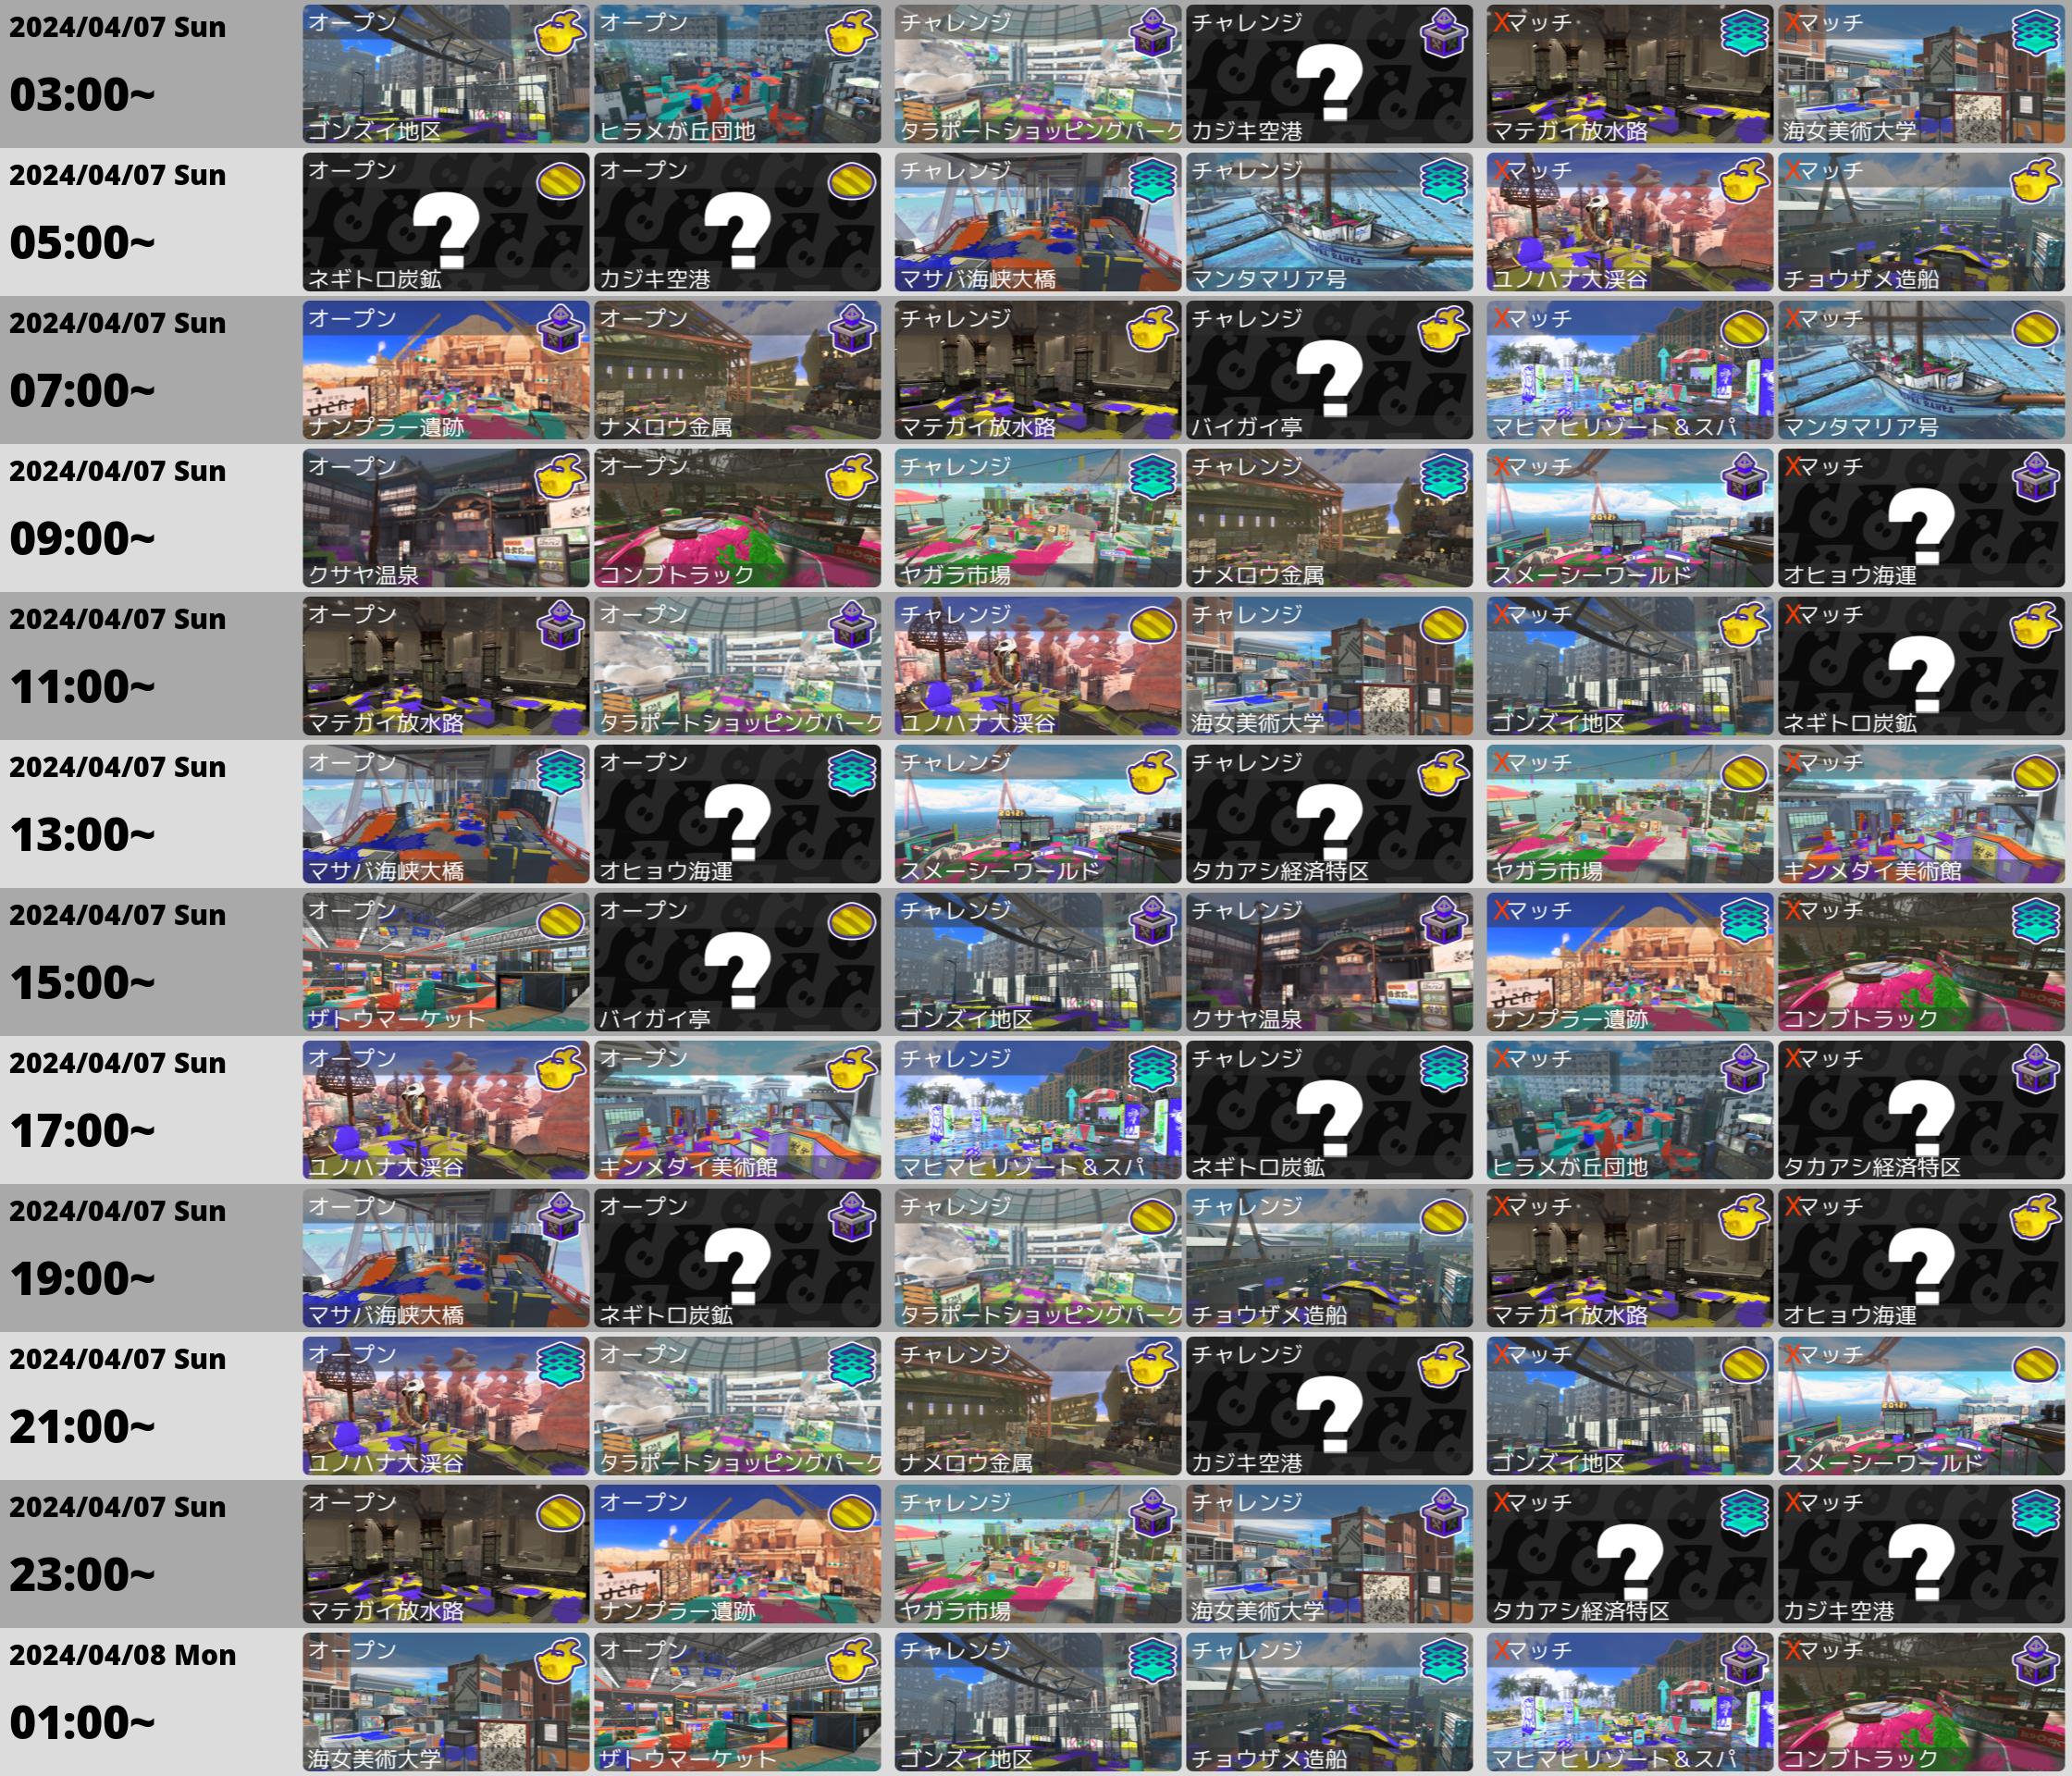 2024/04/07 Sun
03:00~
オープン
ゴンズイ地区
オープン
ヒラメが丘団地
チャレンジ
タラポートショッピングパーク
チャレンジ
カジキ空港
Xマッチ
マテガイ放水路
Xマッチ
海女美術大学
2024/04/07 Sun
05:00~
オープン
ネギトロ炭鉱
オープン
カジキ空港
チャレンジ
マサバ海峡大橋
チャレンジ
マンタマリア号
Xマッチ
ユノハナ大渓谷
Xマッチ
チョウザメ造船
2024/04/07 Sun
07:00~
オープン
ナンプラー遺跡
オープン
ナメロウ金属
チャレンジ
マテガイ放水路
チャレンジ
バイガイ亭
Xマッチ
マヒマヒリゾート＆スパ
Xマッチ
マンタマリア号
2024/04/07 Sun
09:00~
オープン
クサヤ温泉
オープン
コンブトラック
チャレンジ
ヤガラ市場
チャレンジ
ナメロウ金属
Xマッチ
スメーシーワールド
Xマッチ
オヒョウ海運
2024/04/07 Sun
11:00~
オープン
マテガイ放水路
オープン
タラポートショッピングパーク
チャレンジ
ユノハナ大渓谷
チャレンジ
海女美術大学
Xマッチ
ゴンズイ地区
Xマッチ
ネギトロ炭鉱
2024/04/07 Sun
13:00~
オープン
マサバ海峡大橋
オープン
オヒョウ海運
チャレンジ
スメーシーワールド
チャレンジ
タカアシ経済特区
Xマッチ
ヤガラ市場
Xマッチ
キンメダイ美術館
2024/04/07 Sun
15:00~
オープン
ザトウマーケット
オープン
バイガイ亭
チャレンジ
ゴンズイ地区
チャレンジ
クサヤ温泉
Xマッチ
ナンプラー遺跡
Xマッチ
コンブトラック
2024/04/07 Sun
17:00~
オープン
ユノハナ大渓谷
オープン
キンメダイ美術館
チャレンジ
マヒマヒリゾート＆スパ
チャレンジ
ネギトロ炭鉱
Xマッチ
ヒラメが丘団地
Xマッチ
タカアシ経済特区
2024/04/07 Sun
19:00~
オープン
マサバ海峡大橋
オープン
ネギトロ炭鉱
チャレンジ
タラポートショッピングパーク
チャレンジ
チョウザメ造船
Xマッチ
マテガイ放水路
Xマッチ
オヒョウ海運
2024/04/07 Sun
21:00~
オープン
ユノハナ大渓谷
オープン
タラポートショッピングパーク
チャレンジ
ナメロウ金属
チャレンジ
カジキ空港
Xマッチ
ゴンズイ地区
Xマッチ
スメーシーワールド
2024/04/07 Sun
23:00~
オープン
マテガイ放水路
オープン
ナンプラー遺跡
チャレンジ
ヤガラ市場
チャレンジ
海女美術大学
Xマッチ
タカアシ経済特区
Xマッチ
カジキ空港
2024/04/08 Mon
01:00~
オープン
海女美術大学
オープン
ザトウマーケット
チャレンジ
ゴンズイ地区
チャレンジ
チョウザメ造船
Xマッチ
マヒマヒリゾート＆スパ
Xマッチ
コンブトラック